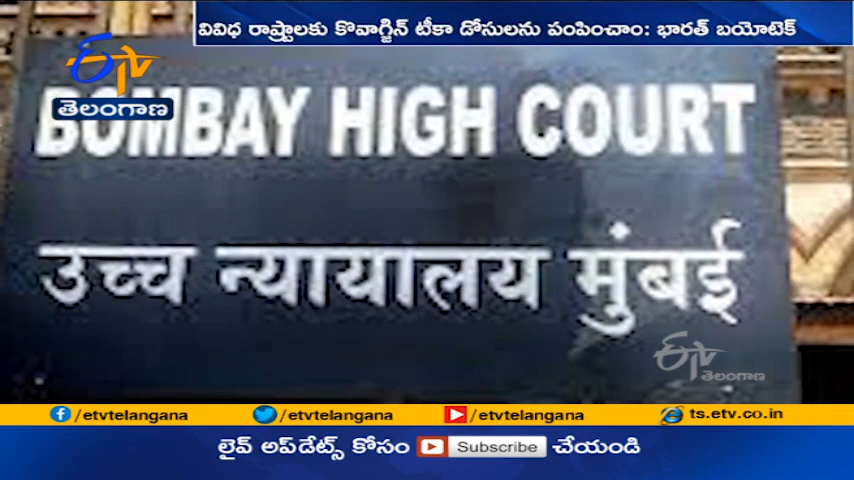 వివిధ రాష్ట్రాలకు కొవాగ్జిన్ టీకా డోసులను పంపించాం: భారత్ బయోటెక్
ETV
తెలంగాణ
BOMBAY HIGH COURT
उच्च न्यायालय मुंबई
ETV తెలంగాణ
/etvtelangana /etvtelangana /etvtelangana ts.etv.co.in
లైవ్ అప్‌డేట్స్ కోసం Subscribe చేయండి